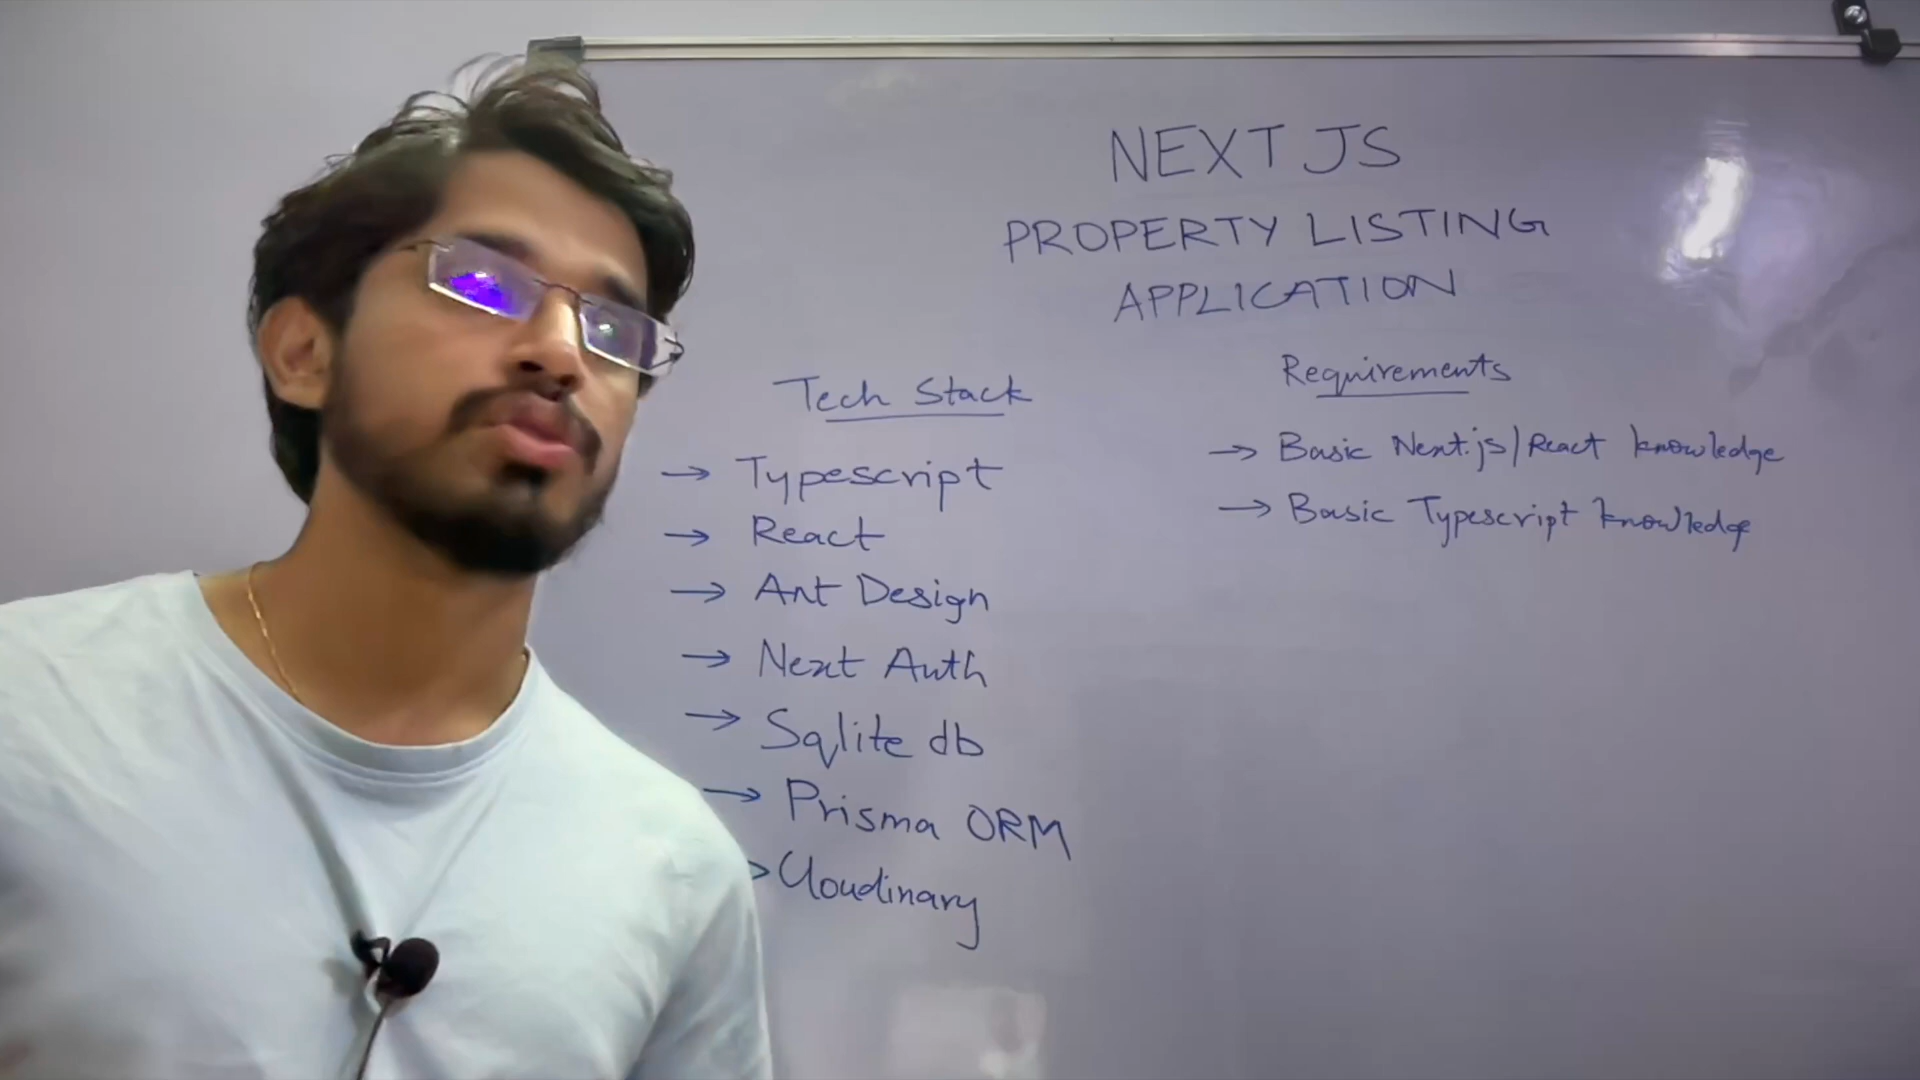 NEXT JS
PROPERTY LISTING
APPLICATION
Tech Stack
→ Typescript
→ React
→ Ant Design
→ Next Auth
→ Sqlite db
→ Prisma ORM
→ Cloudinary
Requirements
→ Basic Next.js/React knowledge
→ Basic Typescript knowledge